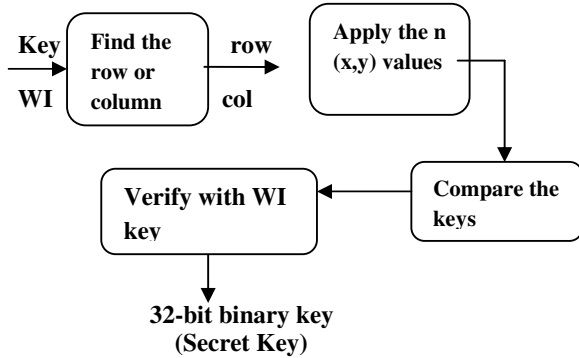 Key
WI
Find the
row or
column
row
col
Apply the n
(x,y) values
Compare the
keys
Verify with WI
key
32-bit binary key
(Secret Key)